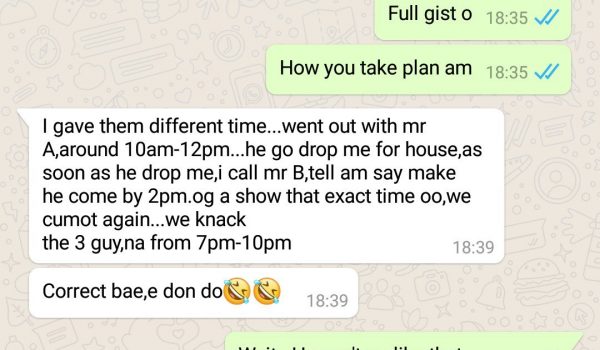 Full gist o 18:35
How you take plan am 18:35
I gave them different time...went out with mr
A,around 10am-12pm...he go drop me for house,as
soon as he drop me,i call mr B,tell am say make
he come by 2pm.og a show that exact time oo,we
cumot again...we knack
the 3 guy,na from 7pm-10pm
18:39
Correct bae,e don do🤣🤣 18:39